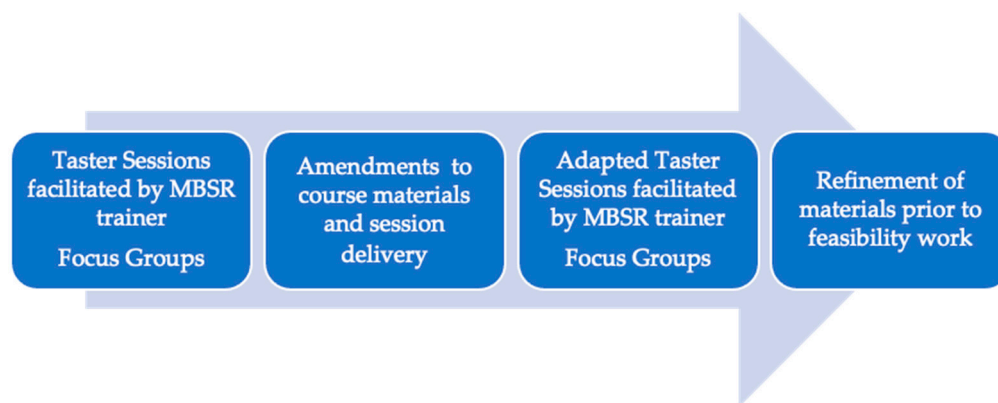 Taster Sessions
facilitated by MBSR
trainer
Focus Groups
Amendments to
course materials
and session
delivery
Adapted Taster
Sessions facilitated
by MBSR trainer
Focus Groups
Refinement of
materials prior to
feasibility work